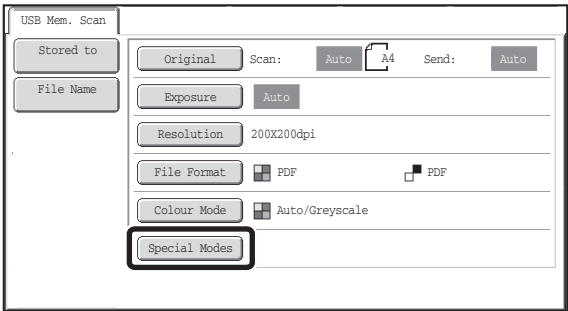 USB Mem. Scan
Stored to
File Name
Original Scan: Auto A4 Send: Auto
Exposure Auto
Resolution 200X200dpi
File Format PDF PDF
Colour Mode Auto/Greyscale
Special Modes